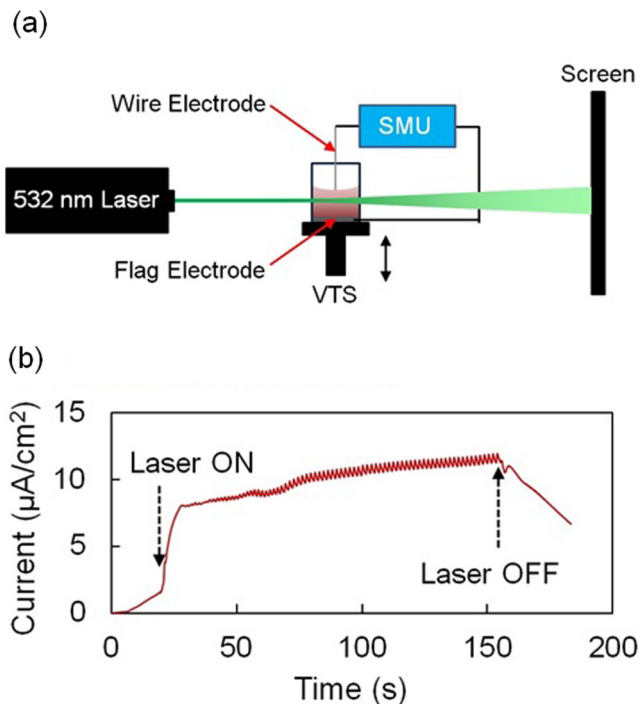 (a)
Screen
Wire Electrode
SMU
532 nm Laser
Flag Electrode
VTS
(b)
15
10
5
0
Current (μA/cm²)
Laser ON
Laser OFF
0
50
100
150
200
Time (s)